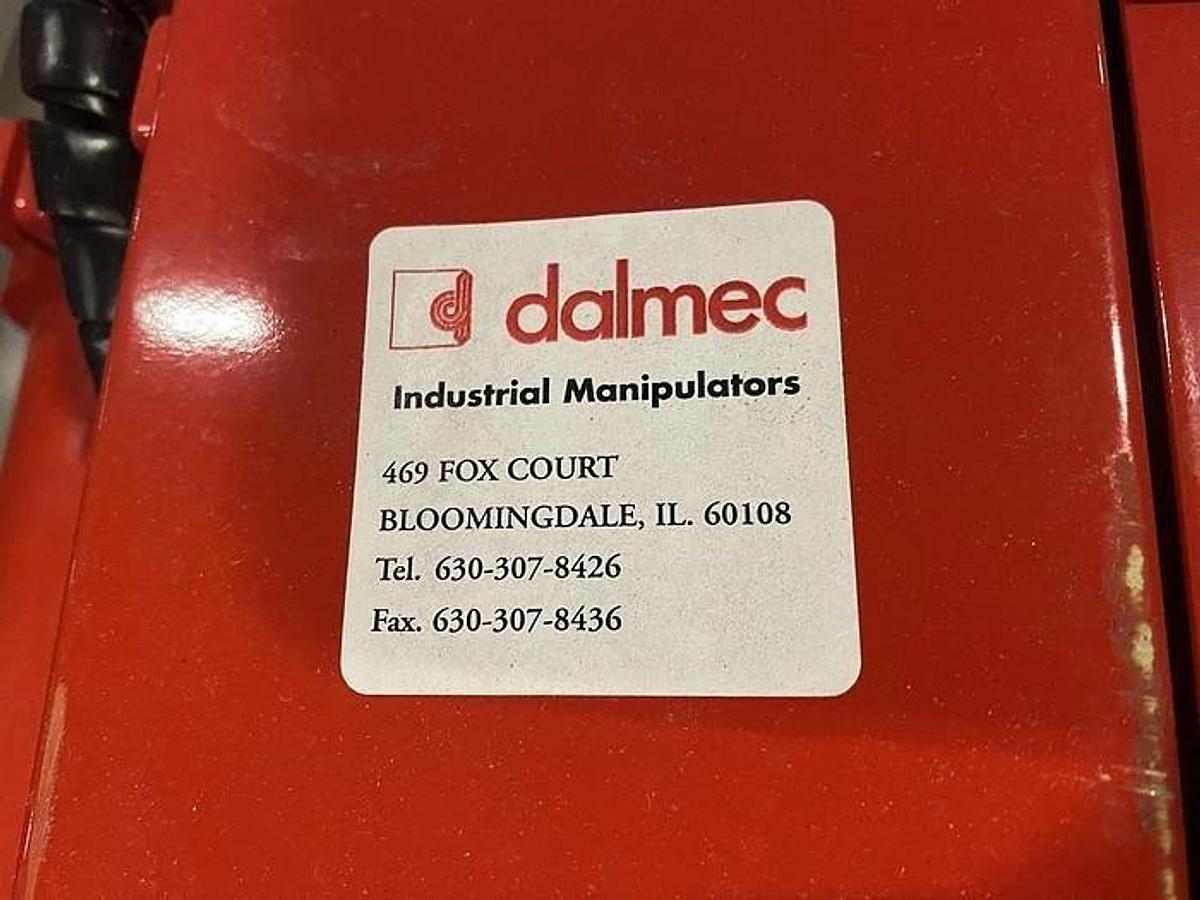 dalmec
Industrial Manipulators
469 FOX COURT
BLOOMINGDALE, IL. 60108
Tel. 630-307-8426
Fax. 630-307-8436